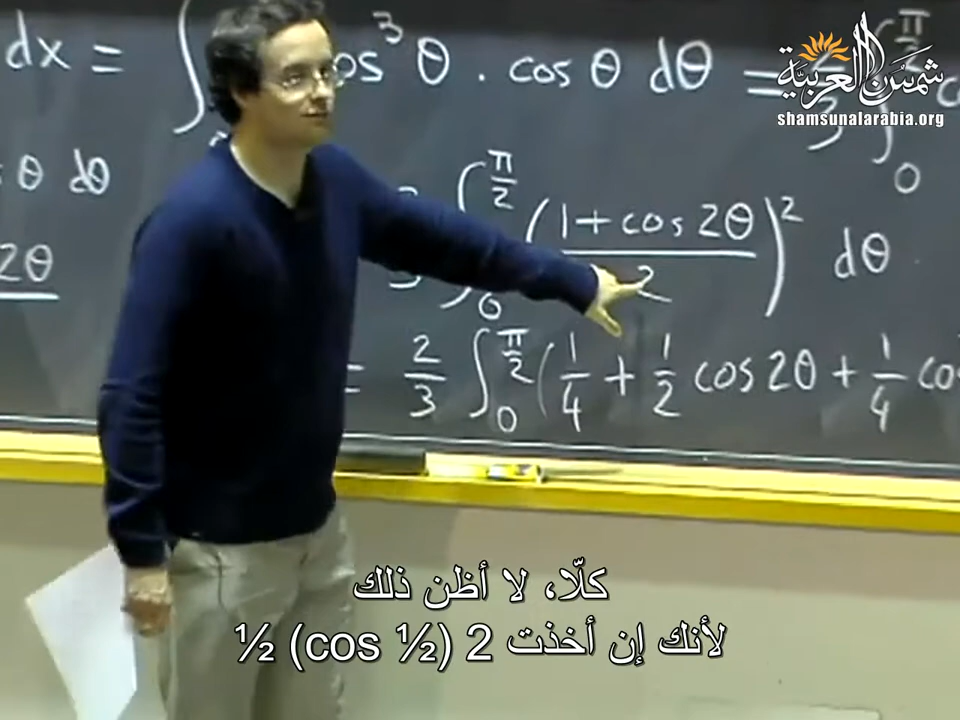 dx = ∫ cos³ θ . cos θ dθ =
شمس العربية
shamsunalarabia.org
θ dθ
∫₀^(π/2) ( (1 + cos 2θ) / 2 )² dθ
2θ
= 2/3 ∫₀^(π/2) ( 1/4 + 1/2 cos 2θ + 1/4 co
كلّا، لا أظن ذلك
لأنك إن أخذت 2 (½ cos) ½